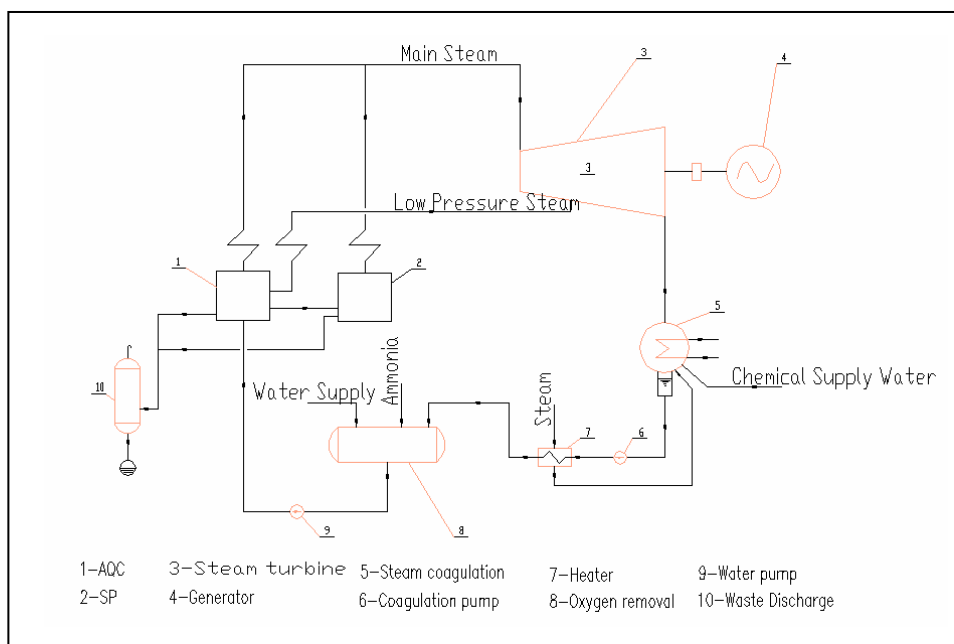 Main Steam
3
4
3
Low Pressure Steam
1
2
5
10
Water Supply
Ammonia
Steam
Chemical Supply Water
7
6
9
8
1-AQC
3-Steam turbine
5-Steam coagulation
7-Heater
9-Water pump
2-SP
4-Generator
6-Coagulation pump
8-Oxygen removal
10-Waste Discharge